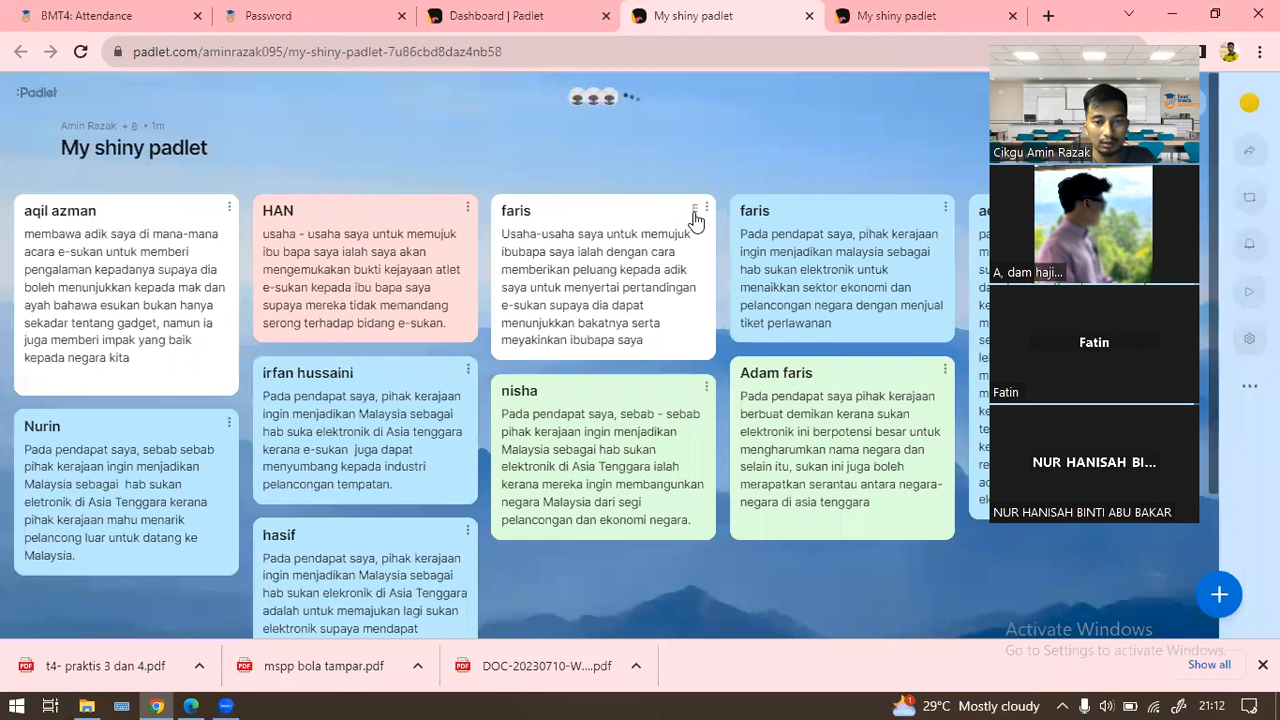 BMT4: Attendance
Password
Dashboard | Padlet
My shiny padlet
My shiny padlet
padlet.com/aminrazak095/my-shiny-padlet-7u86cbd8daz4nb58
:Padlet
Amin Razak + 8 • 1m
My shiny padlet
aqil azman
membawa adik saya di mana-mana
acara e-sukan untuk memberi
pengalaman kepadanya supaya dia
boleh menunjukkan kepada mak dan
ayah bahawa esukan bukan hanya
sekadar tentang gadget, namun ia
juga memberi impak yang baik
kepada negara kita
Nurin
Pada pendapat saya, sebab sebab
pihak kerajaan ingin menjadikan
Malaysia sebagai hab sukan
eletronik di Asia Tenggara kerana
pihak kerajaan mahu menarik
pelancong luar untuk datang ke
Malaysia.
HAN
usaha - usaha saya untuk memujuk
ibu mapa saya ialah saya akan
mengemukakan bukti kejayaan atlet
e-sukan kepada ibu bapa saya
supaya mereka tidak memandang
serong terhadap bidang e-sukan.
irfan hussaini
Pada pendapat saya, pihak kerajaan
ingin menjadikan Malaysia sebagai
hab suka elektronik di Asia tenggara
kerana e-sukan juga dapat
menyumbang kepada industri
pelancongan tempatan.
hasif
Pada pendapat saya, pihak kerajaan
ingin menjadikan Malaysia sebagai
hab sukan elekronik di Asia Tenggara
adalah untuk memajukan lagi sukan
elektronik supaya mendapat
faris
Usaha-usaha saya untuk memujuk
ibubapa saya ialah dengan cara
memberikan peluang kepada adik
saya untuk menyertai pertandingan
e-sukan supaya dia dapat
menunjukkan bakatnya serta
meyakinkan ibubapa saya
nisha
Pada pendapat saya, sebab - sebab
pihak kerajaan ingin menjadikan
Malaysia sebagai hab sukan
elektronik di Asia Tenggara ialah
kerana mereka ingin membangunkan
negara Malaysia dari segi
pelancongan dan ekonomi negara.
faris
Pada pendapat saya, pihak kerajaan
ingin menjadikan malaysia sebagai
hab sukan elektronik untuk
menaikkan sektor ekonomi dan
pelancongan negara dengan menjual
tiket perlawanan
Adam faris
Pada pendapat saya pihak kerajaan
berbuat demikan kerana sukan
elektronik ini berpotensi besar untuk
mengharumkan nama negara dan
selain itu, sukan ini juga boleh
merapatkan serantau antara negara-
negara di asia tenggara
Cikgu Amin Razak
A, dam haji...
Fatin
Fatin
NUR HANISAH BI...
NUR HANISAH BINTI ABU BAKAR
Activate Windows
Go to Settings to activate Windows.
t4- praktis 3 dan 4.pdf
mspp bola tampar.pdf
DOC-20230710-W....pdf
Show all
29°C Mostly cloudy
21:12